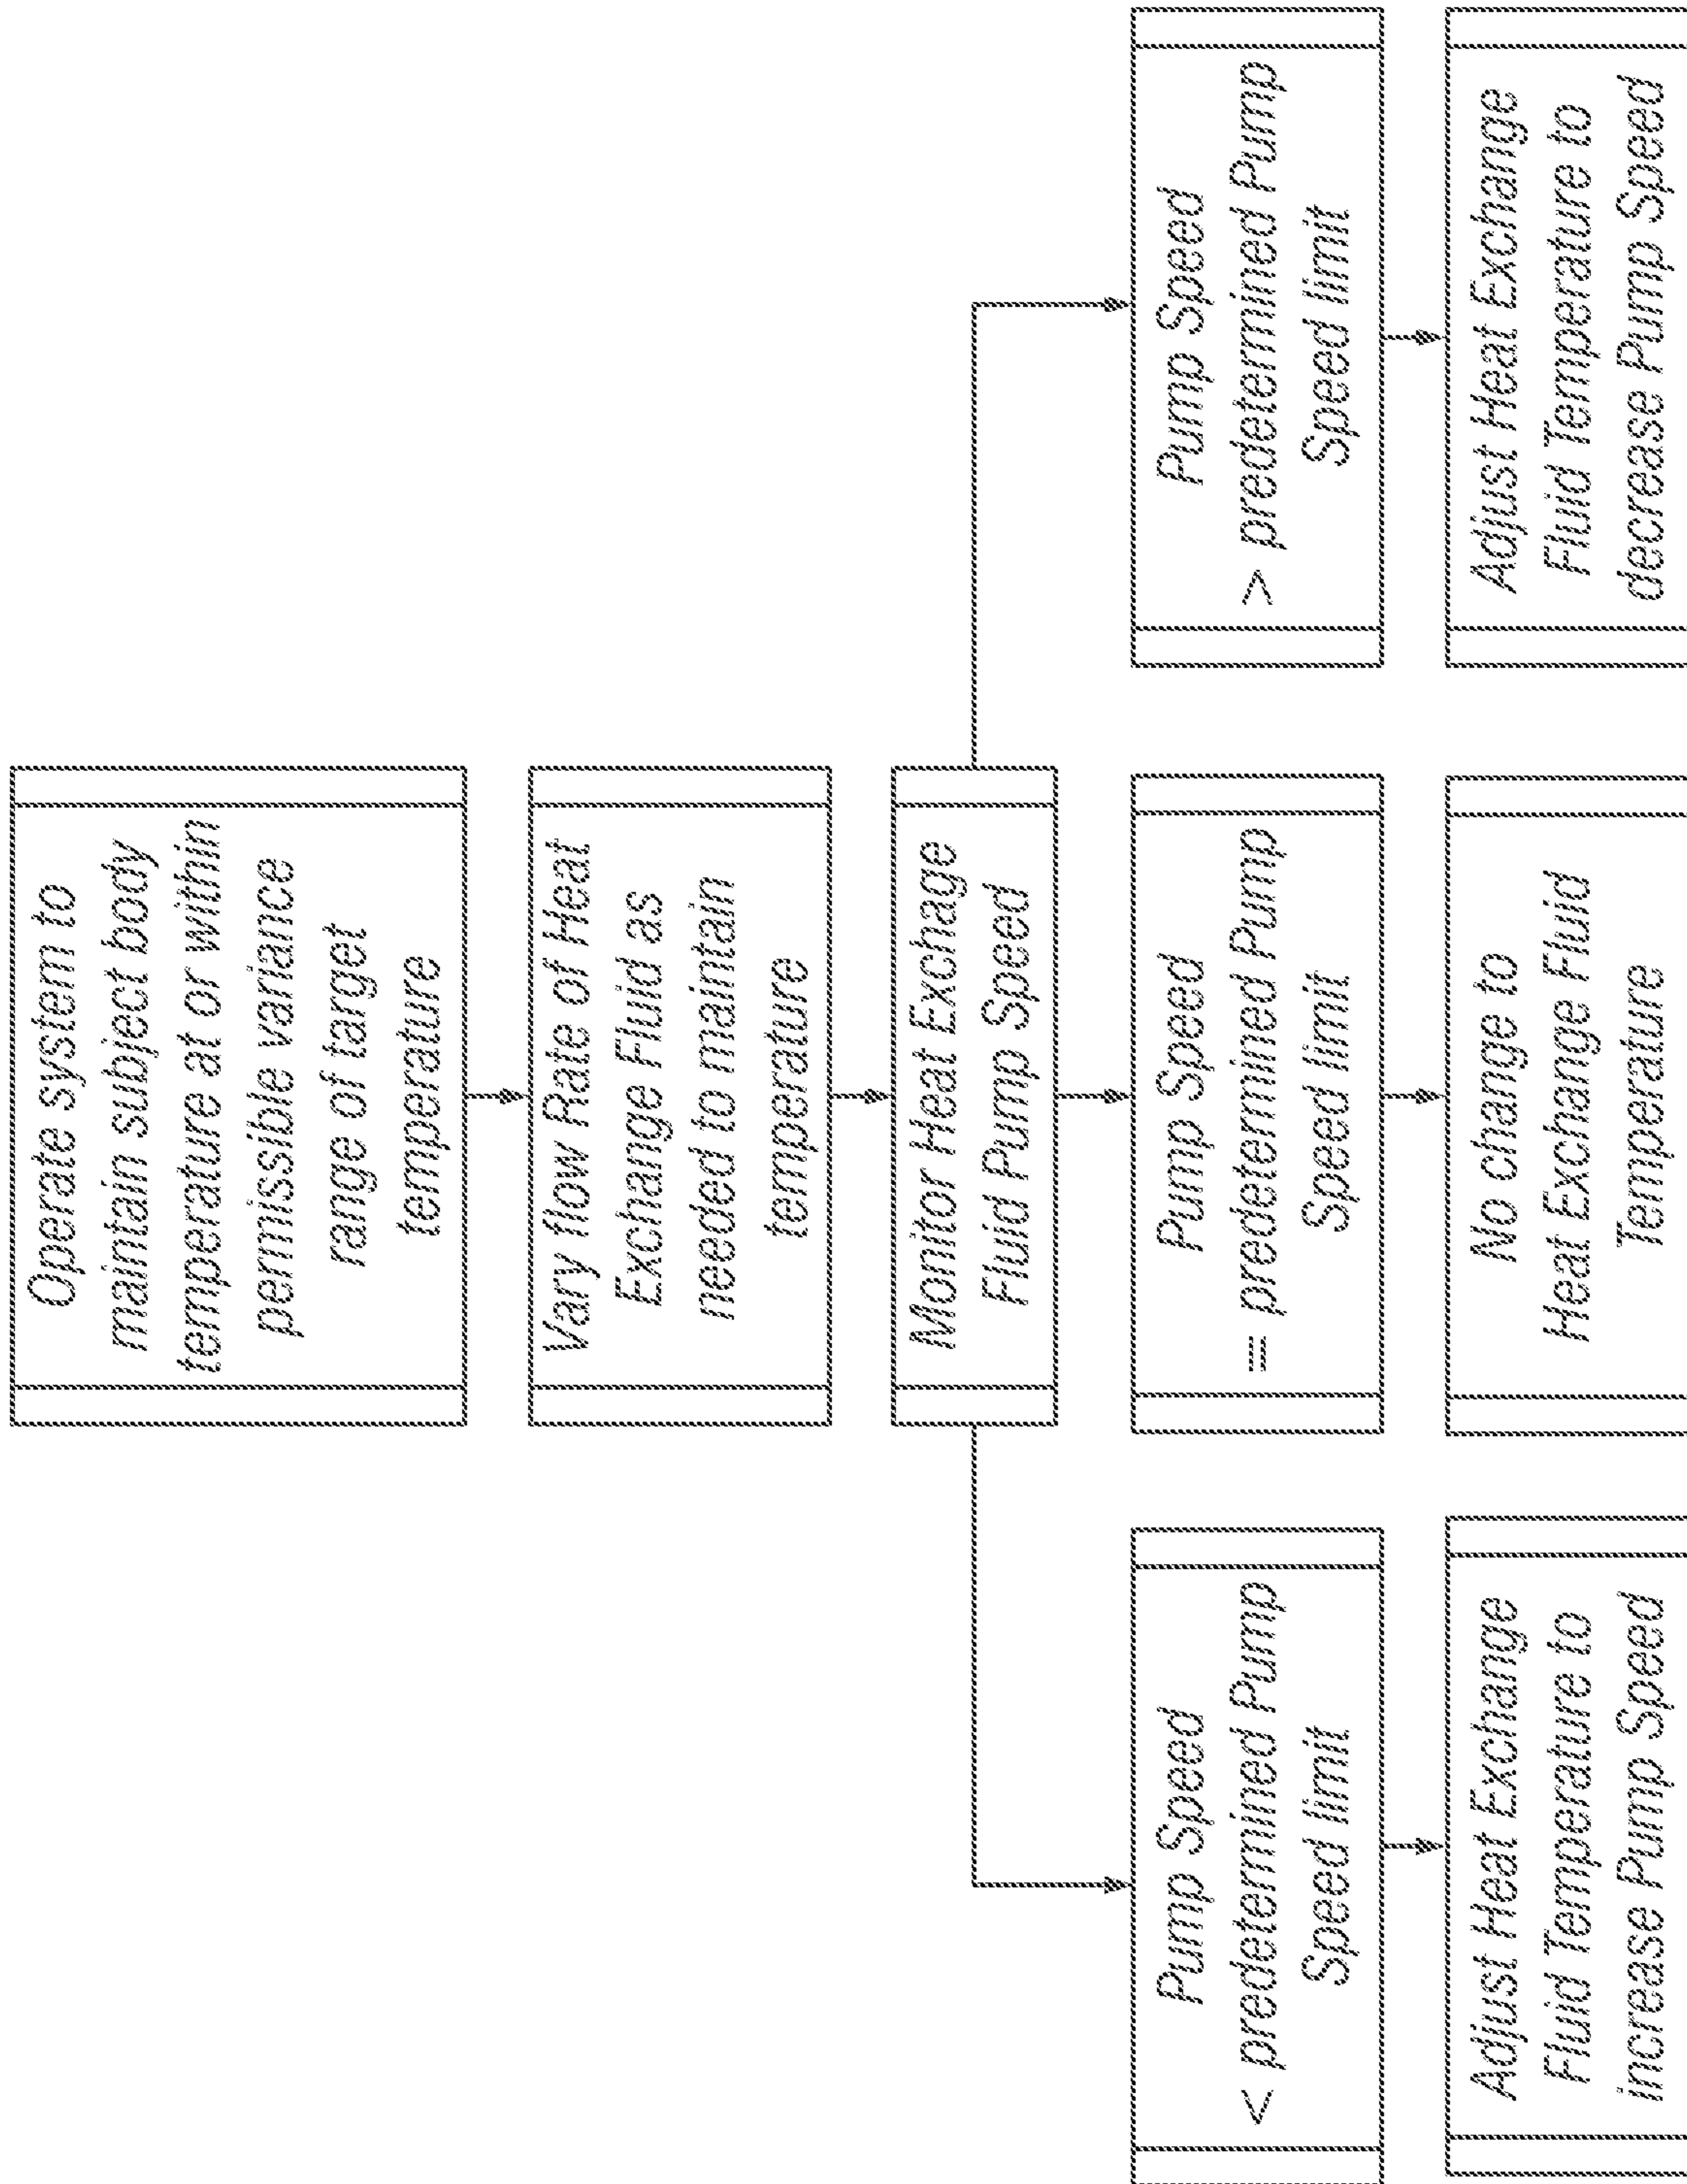 Operate system to
maintain subject body
temperature at or within
permissible variance
range of target
temperature
Vary flow Rate of Heat
Exchange Fluid as
needed to maintain
temperature
Monitor Heat Exchage
Fluid Pump Speed
Pump Speed
< predetermined Pump
Speed limit
Pump Speed
= predetermined Pump
Speed limit
Pump Speed
> predetermined Pump
Speed limit
Adjust Heat Exchange
Fluid Temperature to
increase Pump Speed
No change to
Heat Exchange Fluid
Temperature
Adjust Heat Exchange
Fluid Temperature to
decrease Pump Speed